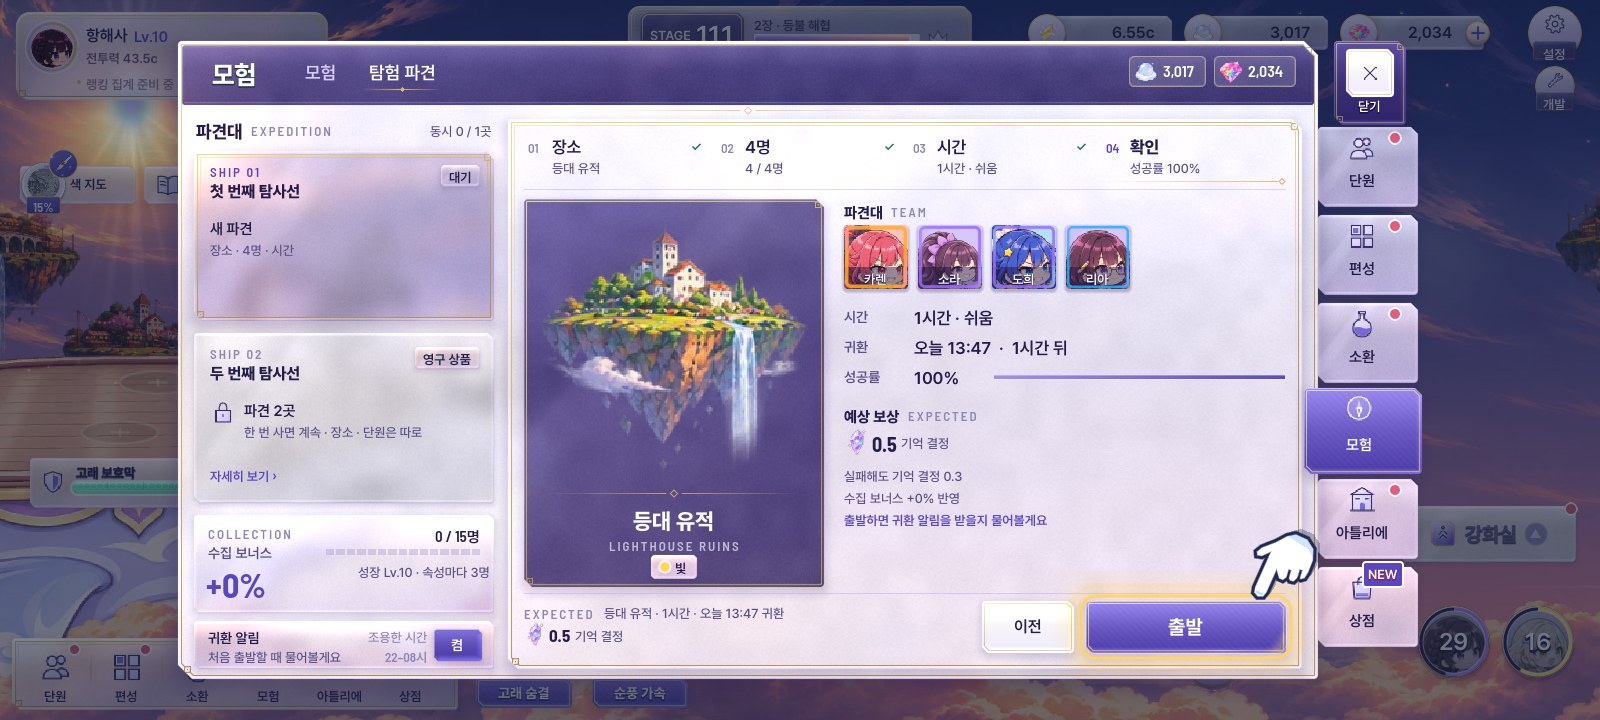 항해사 Lv.10
전투력 43.5c
랭킹 집계 준비 중
STAGE 111
2장 · 등불 해협
6.55c
3,017
2,034
설정
개발
모험
모험
탐험 파견
3,017
2,034
닫기
파견대 EXPEDITION
동시 0 / 1곳
SHIP 01
첫 번째 탐사선
대기
새 파견
장소 · 4명 · 시간
SHIP 02
두 번째 탐사선
영구 상품
파견 2곳
한 번 사면 계속 · 장소 · 단원은 따로
자세히 보기 ›
COLLECTION
수집 보너스
0 / 15명
+0%
성장 Lv.10 · 속성마다 3명
귀환 알림
처음 출발할 때 물어볼게요
조용한 시간
22-08시
켬
01 장소
등대 유적
02 4명
4 / 4명
03 시간
1시간 · 쉬움
04 확인
성공률 100%
등대 유적
LIGHTHOUSE RUINS
빛
파견대 TEAM
카렌
소라
도희
리아
시간 1시간 · 쉬움
귀환 오늘 13:47 · 1시간 뒤
성공률 100%
예상 보상 EXPECTED
0.5 기억 결정
실패해도 기억 결정 0.3
수집 보너스 +0% 반영
출발하면 귀환 알림을 받을지 물어볼게요
EXPECTED 등대 유적 · 1시간 · 오늘 13:47 귀환
0.5 기억 결정
이전
출발
단원
편성
소환
모험
아틀리에
NEW
상점
색 지도
15%
고래 보호막
강화실
29
16
단원
편성
소환
모험
아틀리에
상점
고래 숨결
순풍 가속